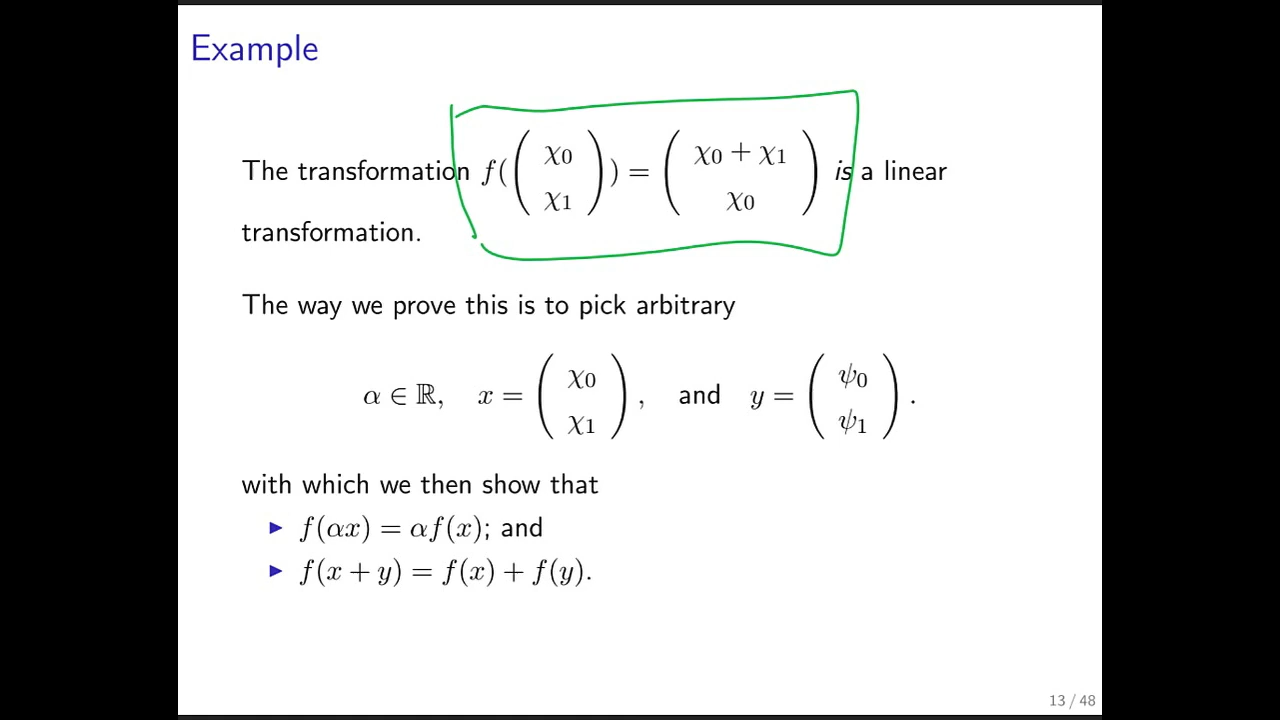 Example
The transformation f( ( χ0 χ1 ) ) = ( χ0 + χ1 χ0 ) is a linear
transformation.
The way we prove this is to pick arbitrary
α ∈ ℝ, x = ( χ0 χ1 ) , and y = ( ψ0 ψ1 ) .
with which we then show that
▶ f(αx) = αf(x); and
▶ f(x + y) = f(x) + f(y).
13 / 48